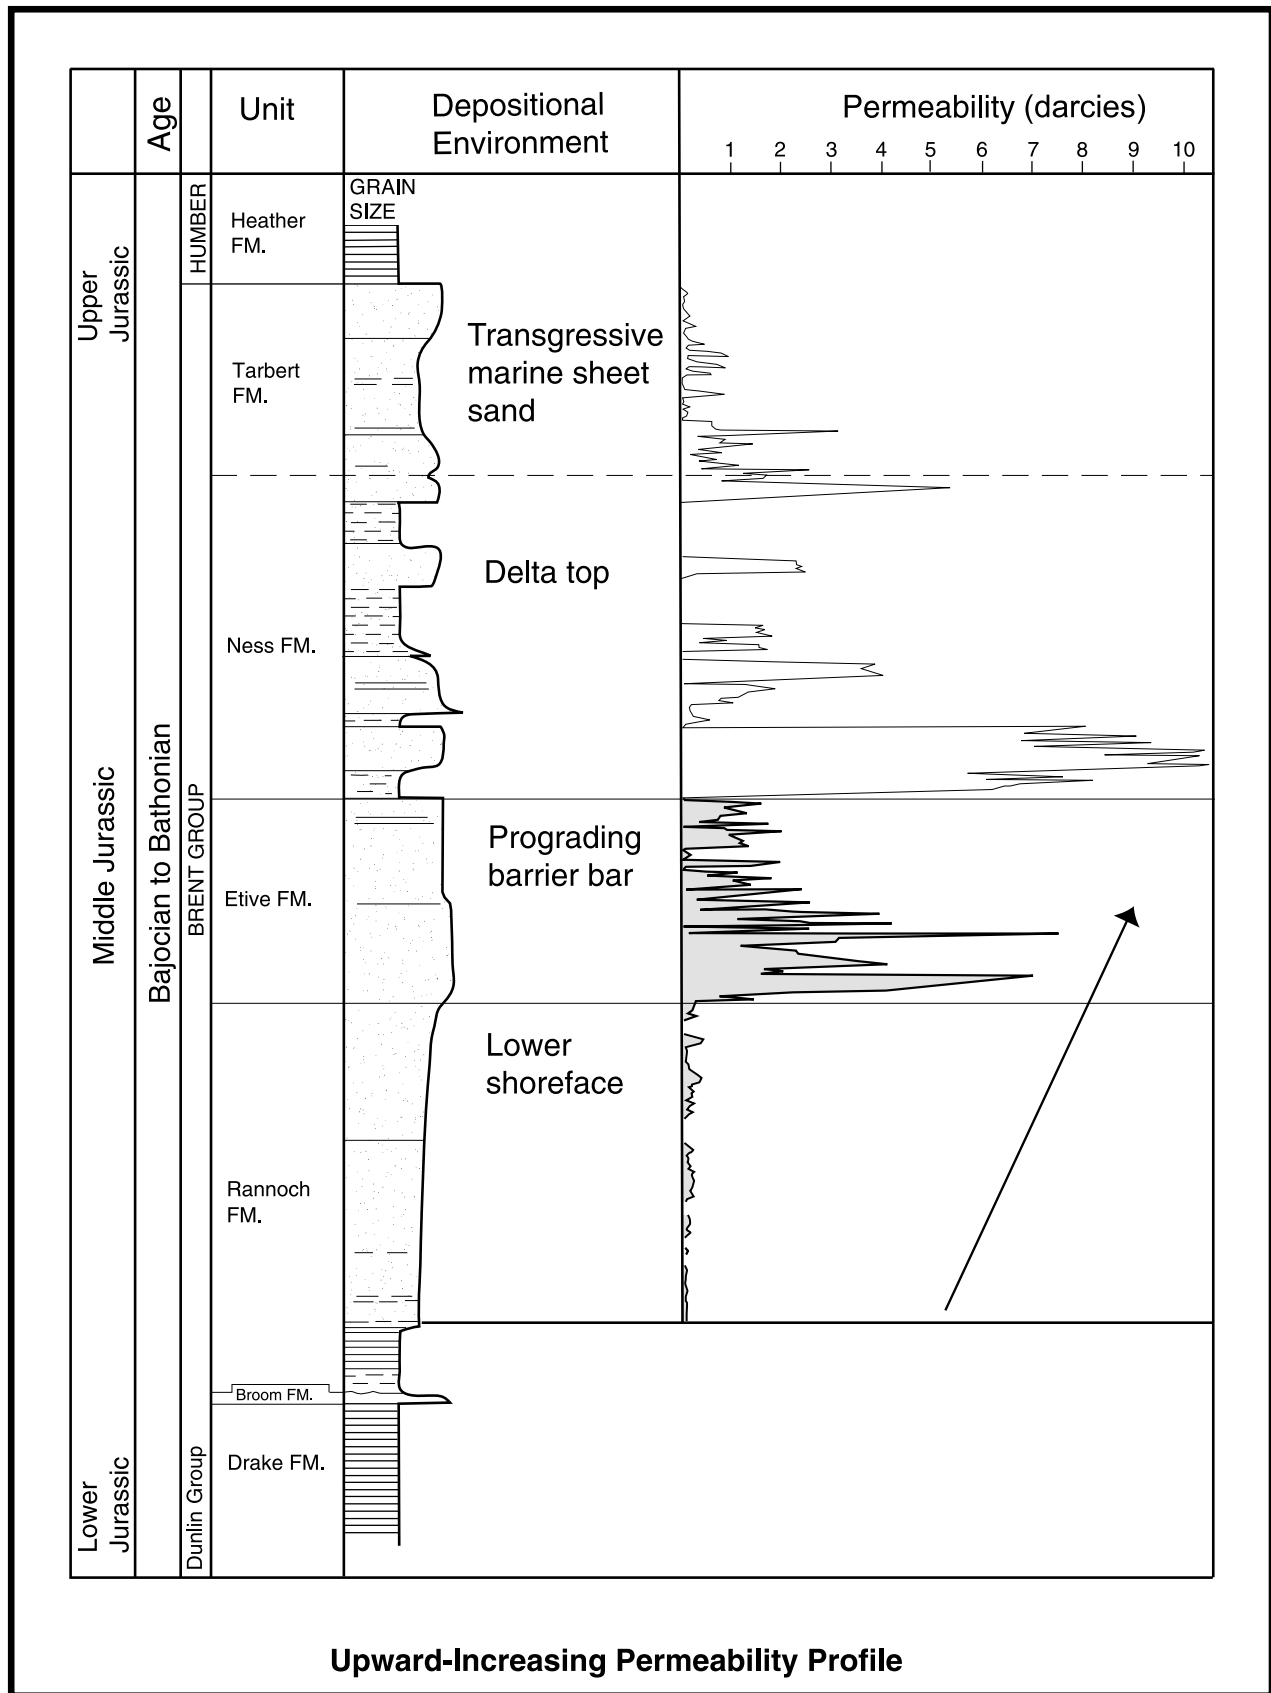 Age
Unit
Depositional
Environment
Permeability (darcies)
1 2 3 4 5 6 7 8 9 10
Upper
Jurassic
Middle Jurassic
Lower
Jurassic
Bajocian to Bathonian
HUMBER
BRENT GROUP
Dunlin Group
GRAIN
SIZE
Heather
FM.
Tarbert
FM.
Transgressive
marine sheet
sand
Ness FM.
Delta top
Etive FM.
Prograding
barrier bar
Rannoch
FM.
Lower
shoreface
Broom FM.
Drake FM.
Upward-Increasing Permeability Profile